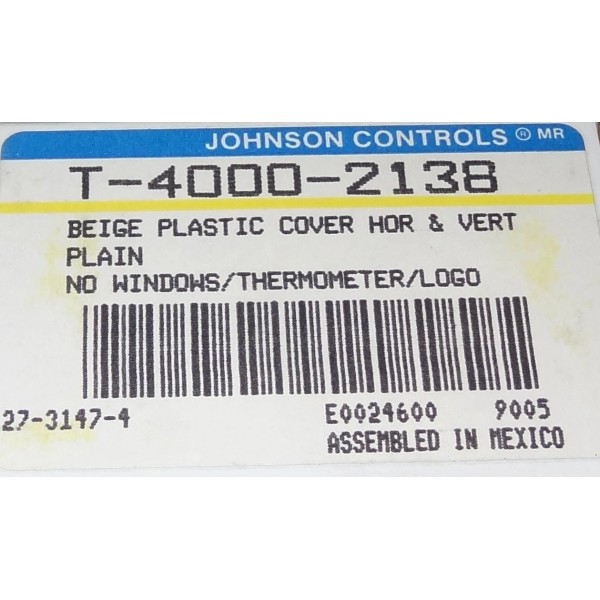 JOHNSON CONTROLS ® MR
T-4000-2138
BEIGE PLASTIC COVER HOR & VERT
PLAIN
NO WINDOWS/THERMOMETER/LOGO
27-3147-4 E0024600 9005
ASSEMBLED IN MEXICO